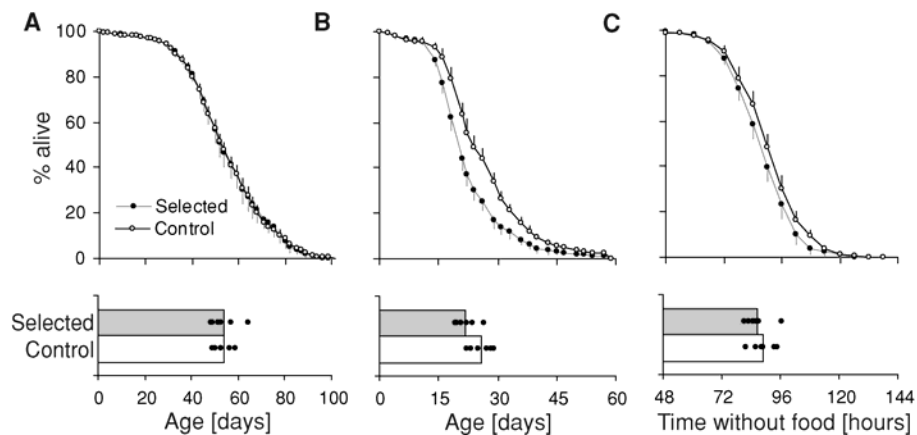 A
B
C
100
80
60
40
20
0
% alive
Selected
Control
Selected
Control
0 20 40 60 80 100
0 15 30 45 60
48 72 96 120 144
Age [days]
Age [days]
Time without food [hours]